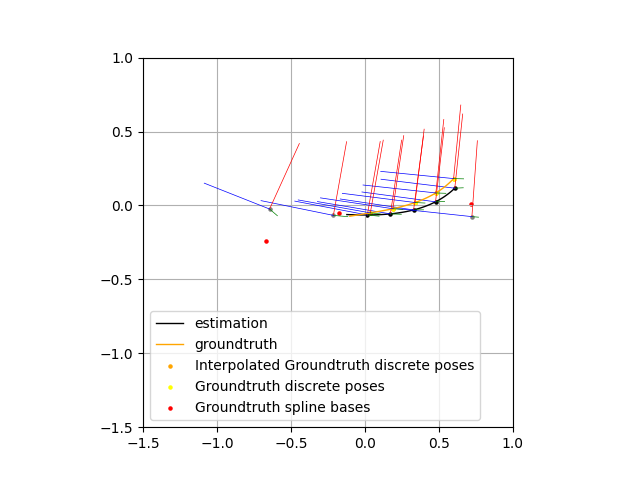 1.0
0.5
0.0
−0.5
−1.0
−1.5
−1.5
−1.0
−0.5
0.0
0.5
1.0
estimation
groundtruth
Interpolated Groundtruth discrete poses
Groundtruth discrete poses
Groundtruth spline bases